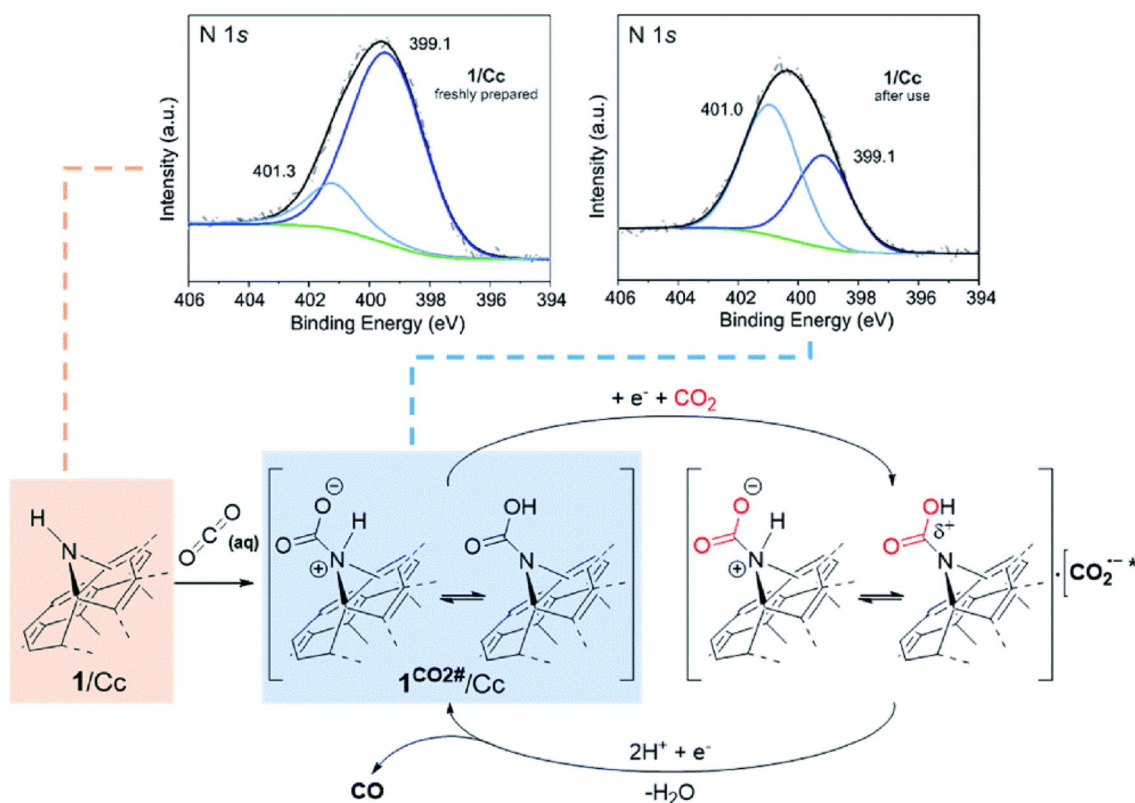 N 1s
399.1
1/Cc
freshly prepared
401.3
Intensity (a.u.)
406 404 402 400 398 396 394
Binding Energy (eV)
N 1s
1/Cc
after use
401.0
399.1
Intensity (a.u.)
406 404 402 400 398 396 394
Binding Energy (eV)
+ e⁻ + CO₂
H
N
1/Cc
O C O
(aq)
O ⊖
O H
N
⊕
OH
O
N
1^CO2#/Cc
O ⊖
O H
N
⊕
OH
O δ⁺
N
· [CO₂˙⁻ *
2H⁺ + e⁻
-H₂O
CO